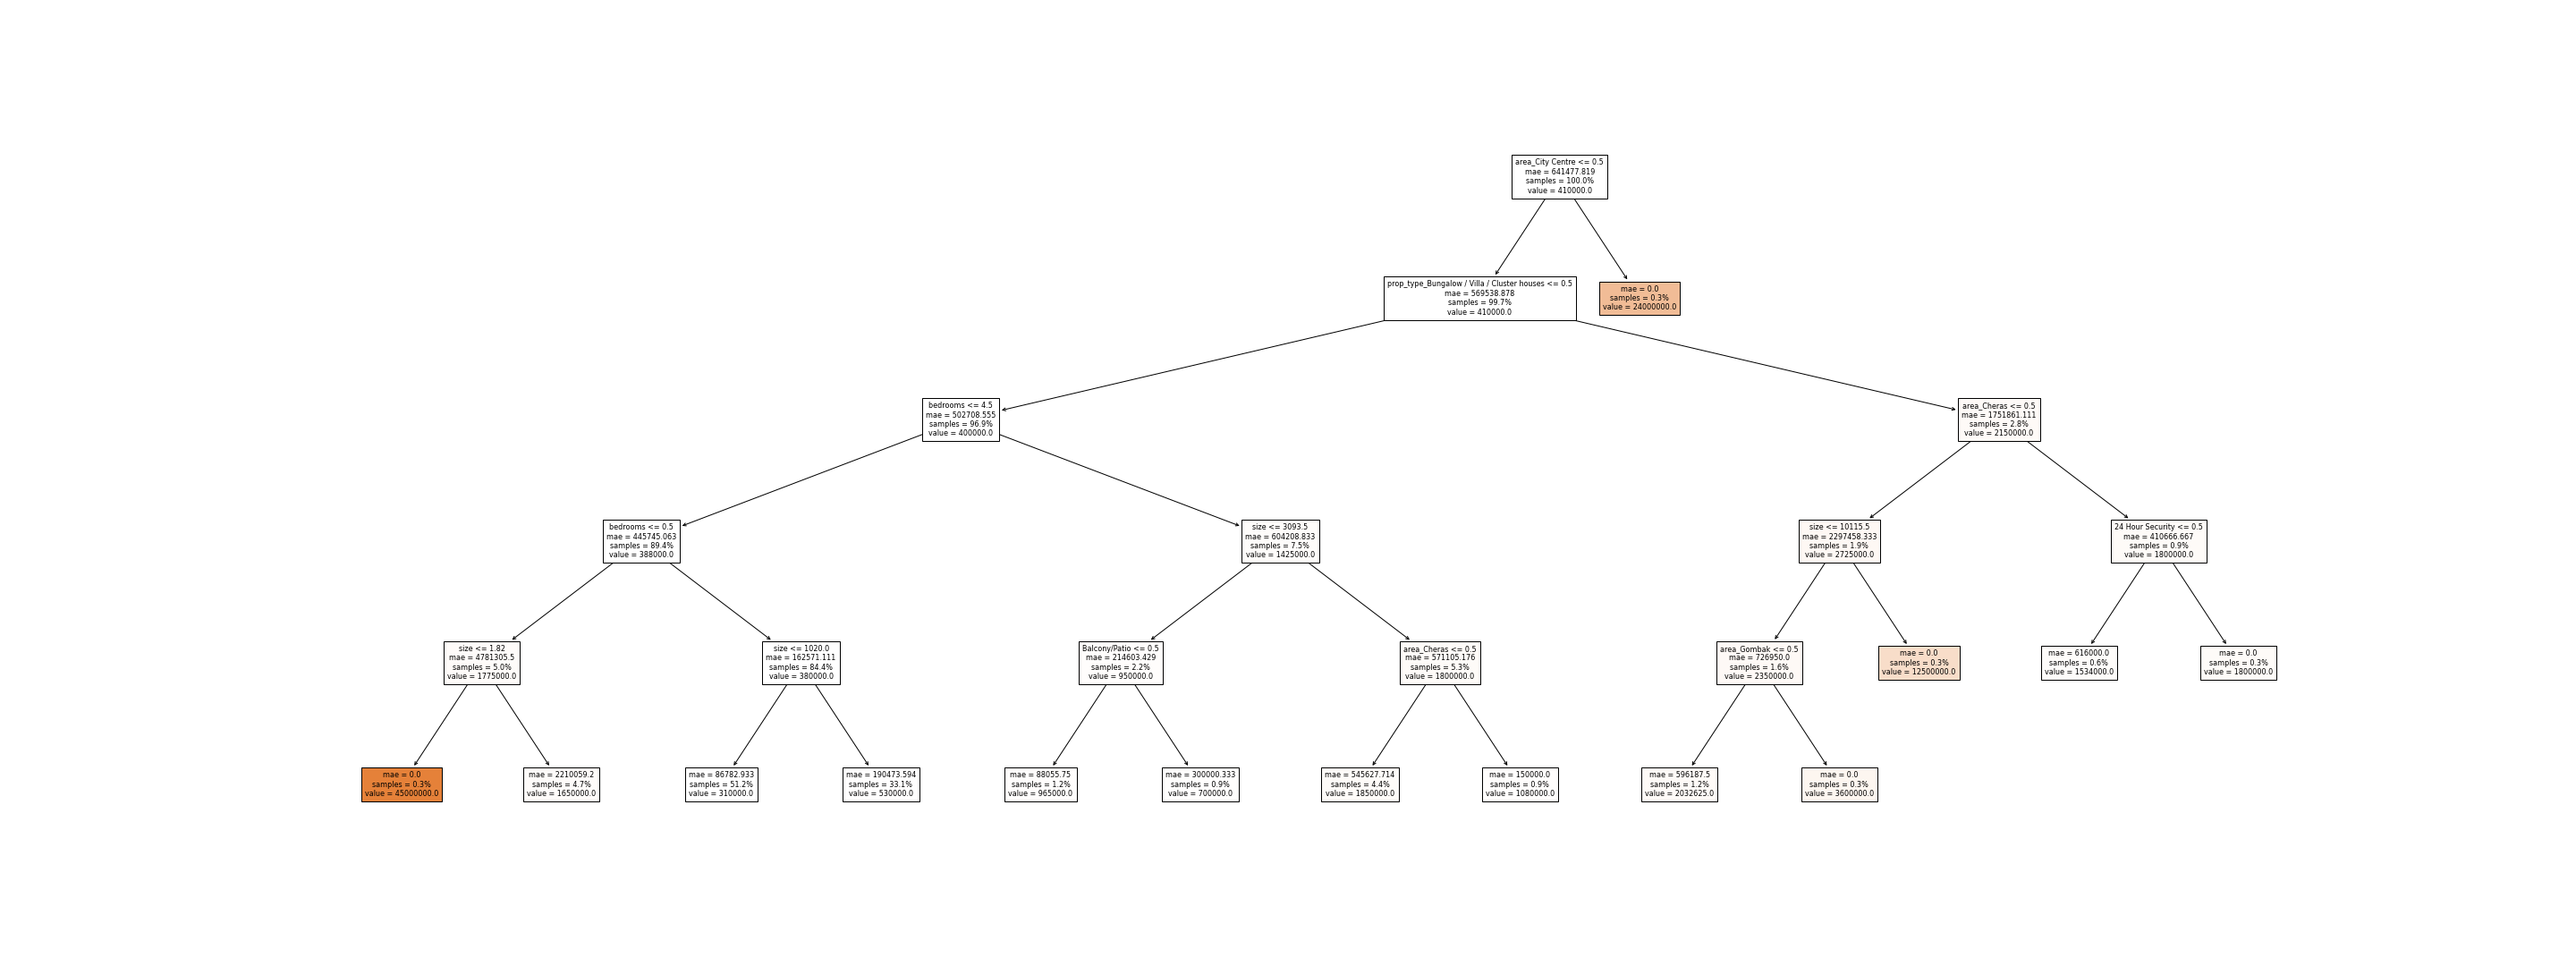 area_City Centre <= 0.5
mae = 641477.819
samples = 100.0%
value = 410000.0
prop_type_Bungalow / Villa / Cluster houses <= 0.5
mae = 569538.878
samples = 99.7%
value = 410000.0
mae = 0.0
samples = 0.3%
value = 24000000.0
bedrooms <= 4.5
mae = 502708.555
samples = 96.9%
value = 400000.0
area_Cheras <= 0.5
mae = 1751861.111
samples = 2.8%
value = 2150000.0
bedrooms <= 0.5
mae = 445745.063
samples = 89.4%
value = 388000.0
size <= 3093.5
mae = 604208.833
samples = 7.5%
value = 1425000.0
size <= 10115.5
mae = 2297458.333
samples = 1.9%
value = 2725000.0
24 Hour Security <= 0.5
mae = 410666.667
samples = 0.9%
value = 1800000.0
size <= 1.82
mae = 4781305.5
samples = 5.0%
value = 1775000.0
size <= 1020.0
mae = 162571.111
samples = 84.4%
value = 380000.0
Balcony/Patio <= 0.5
mae = 214603.429
samples = 2.2%
value = 950000.0
area_Cheras <= 0.5
mae = 571105.176
samples = 5.3%
value = 1800000.0
area_Gombak <= 0.5
mae = 726950.0
samples = 1.6%
value = 2350000.0
mae = 0.0
samples = 0.3%
value = 12500000.0
mae = 616000.0
samples = 0.6%
value = 1534000.0
mae = 0.0
samples = 0.3%
value = 1800000.0
mae = 0.0
samples = 0.3%
value = 45000000.0
mae = 2210059.2
samples = 4.7%
value = 1650000.0
mae = 86782.933
samples = 51.2%
value = 310000.0
mae = 190473.594
samples = 33.1%
value = 530000.0
mae = 88055.75
samples = 1.2%
value = 965000.0
mae = 300000.333
samples = 0.9%
value = 700000.0
mae = 545627.714
samples = 4.4%
value = 1850000.0
mae = 150000.0
samples = 0.9%
value = 1080000.0
mae = 596187.5
samples = 1.2%
value = 2032625.0
mae = 0.0
samples = 0.3%
value = 3600000.0